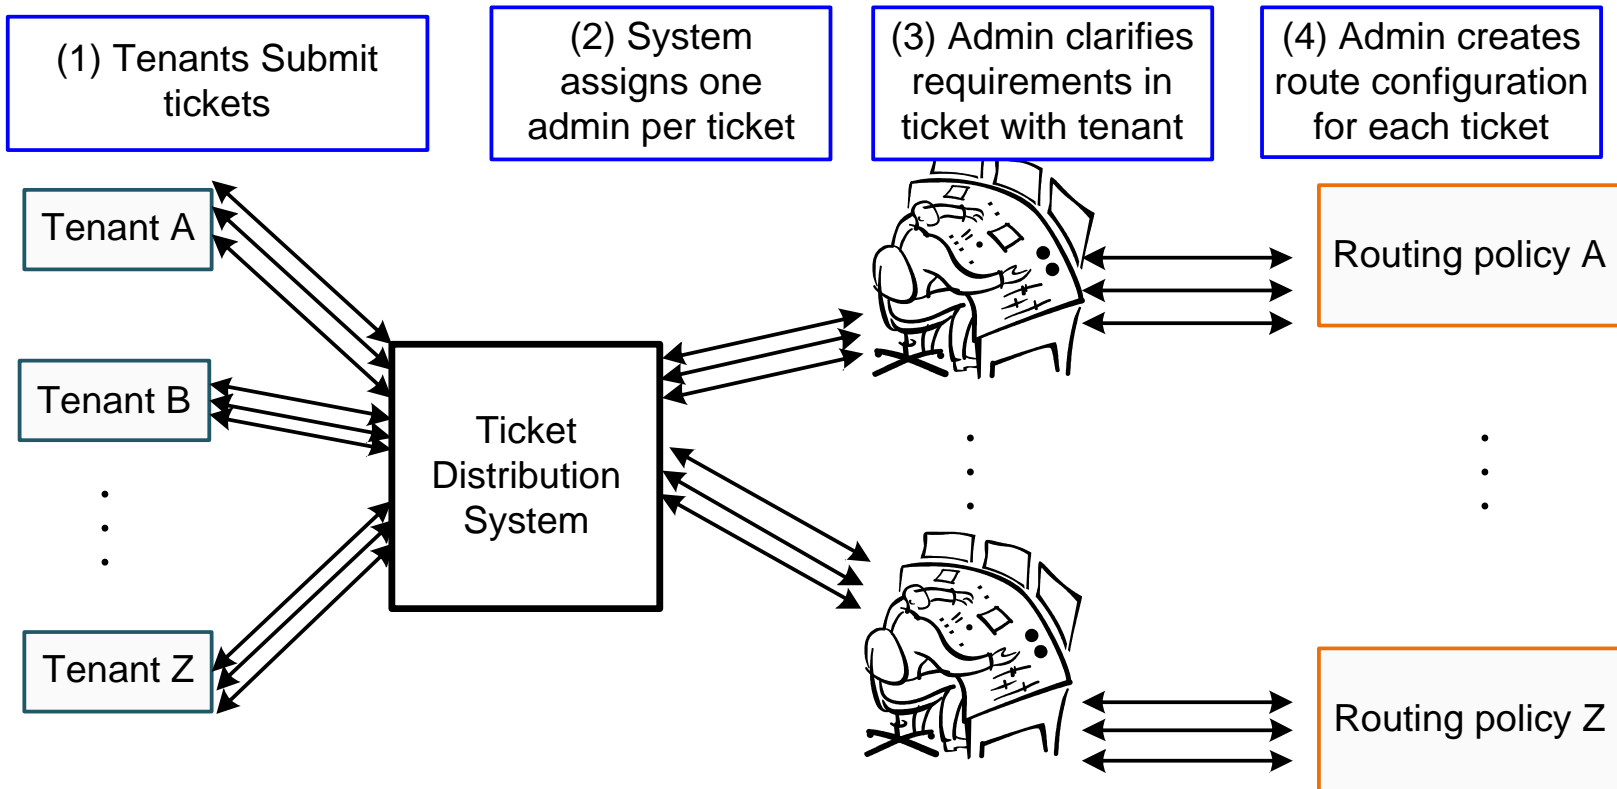 (1) Tenants Submit
tickets
(2) System
assigns one
admin per ticket
(3) Admin clarifies
requirements in
ticket with tenant
(4) Admin creates
route configuration
for each ticket
Tenant A
Routing policy A
Tenant B
Ticket
Distribution
System
Tenant Z
Routing policy Z